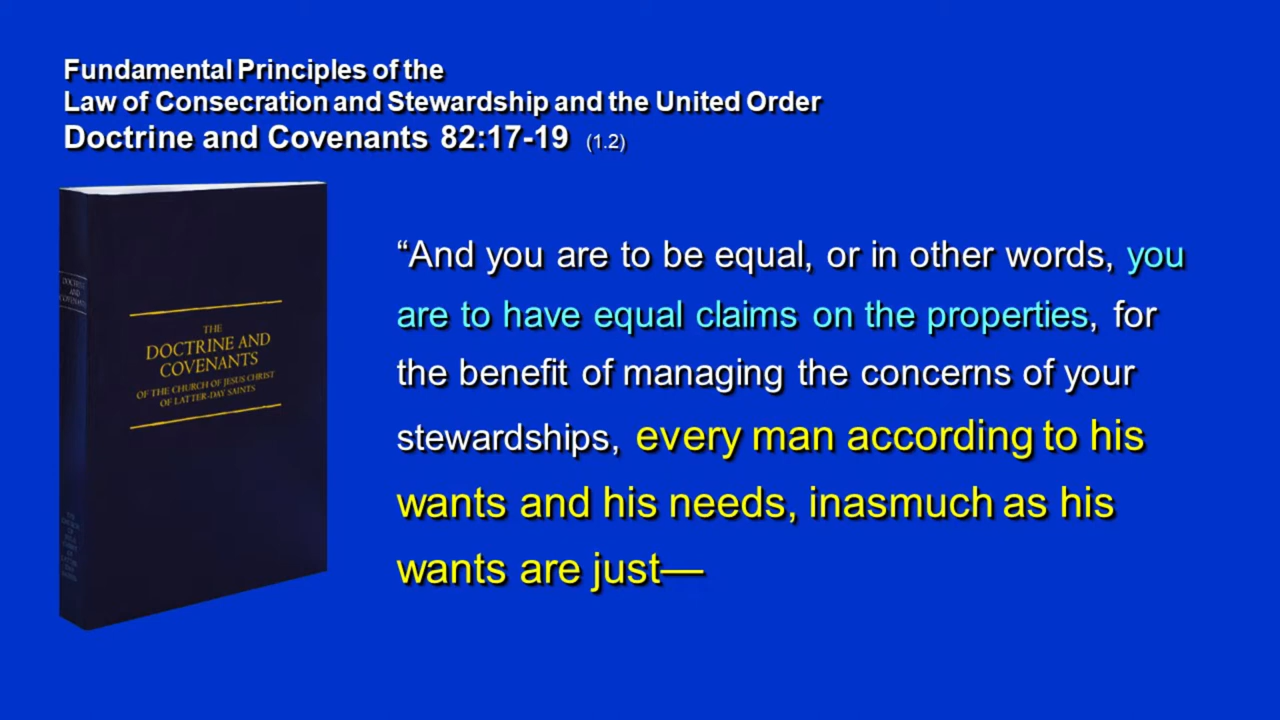 Fundamental Principles of the
Law of Consecration and Stewardship and the United Order
Doctrine and Covenants 82:17-19 (1.2)
DOCTRINE
AND
COVENANTS
THE
DOCTRINE AND
COVENANTS
OF THE CHURCH OF JESUS CHRIST
OF LATTER-DAY SAINTS
“And you are to be equal, or in other words, you
are to have equal claims on the properties, for
the benefit of managing the concerns of your
stewardships, every man according to his
wants and his needs, inasmuch as his
wants are just—